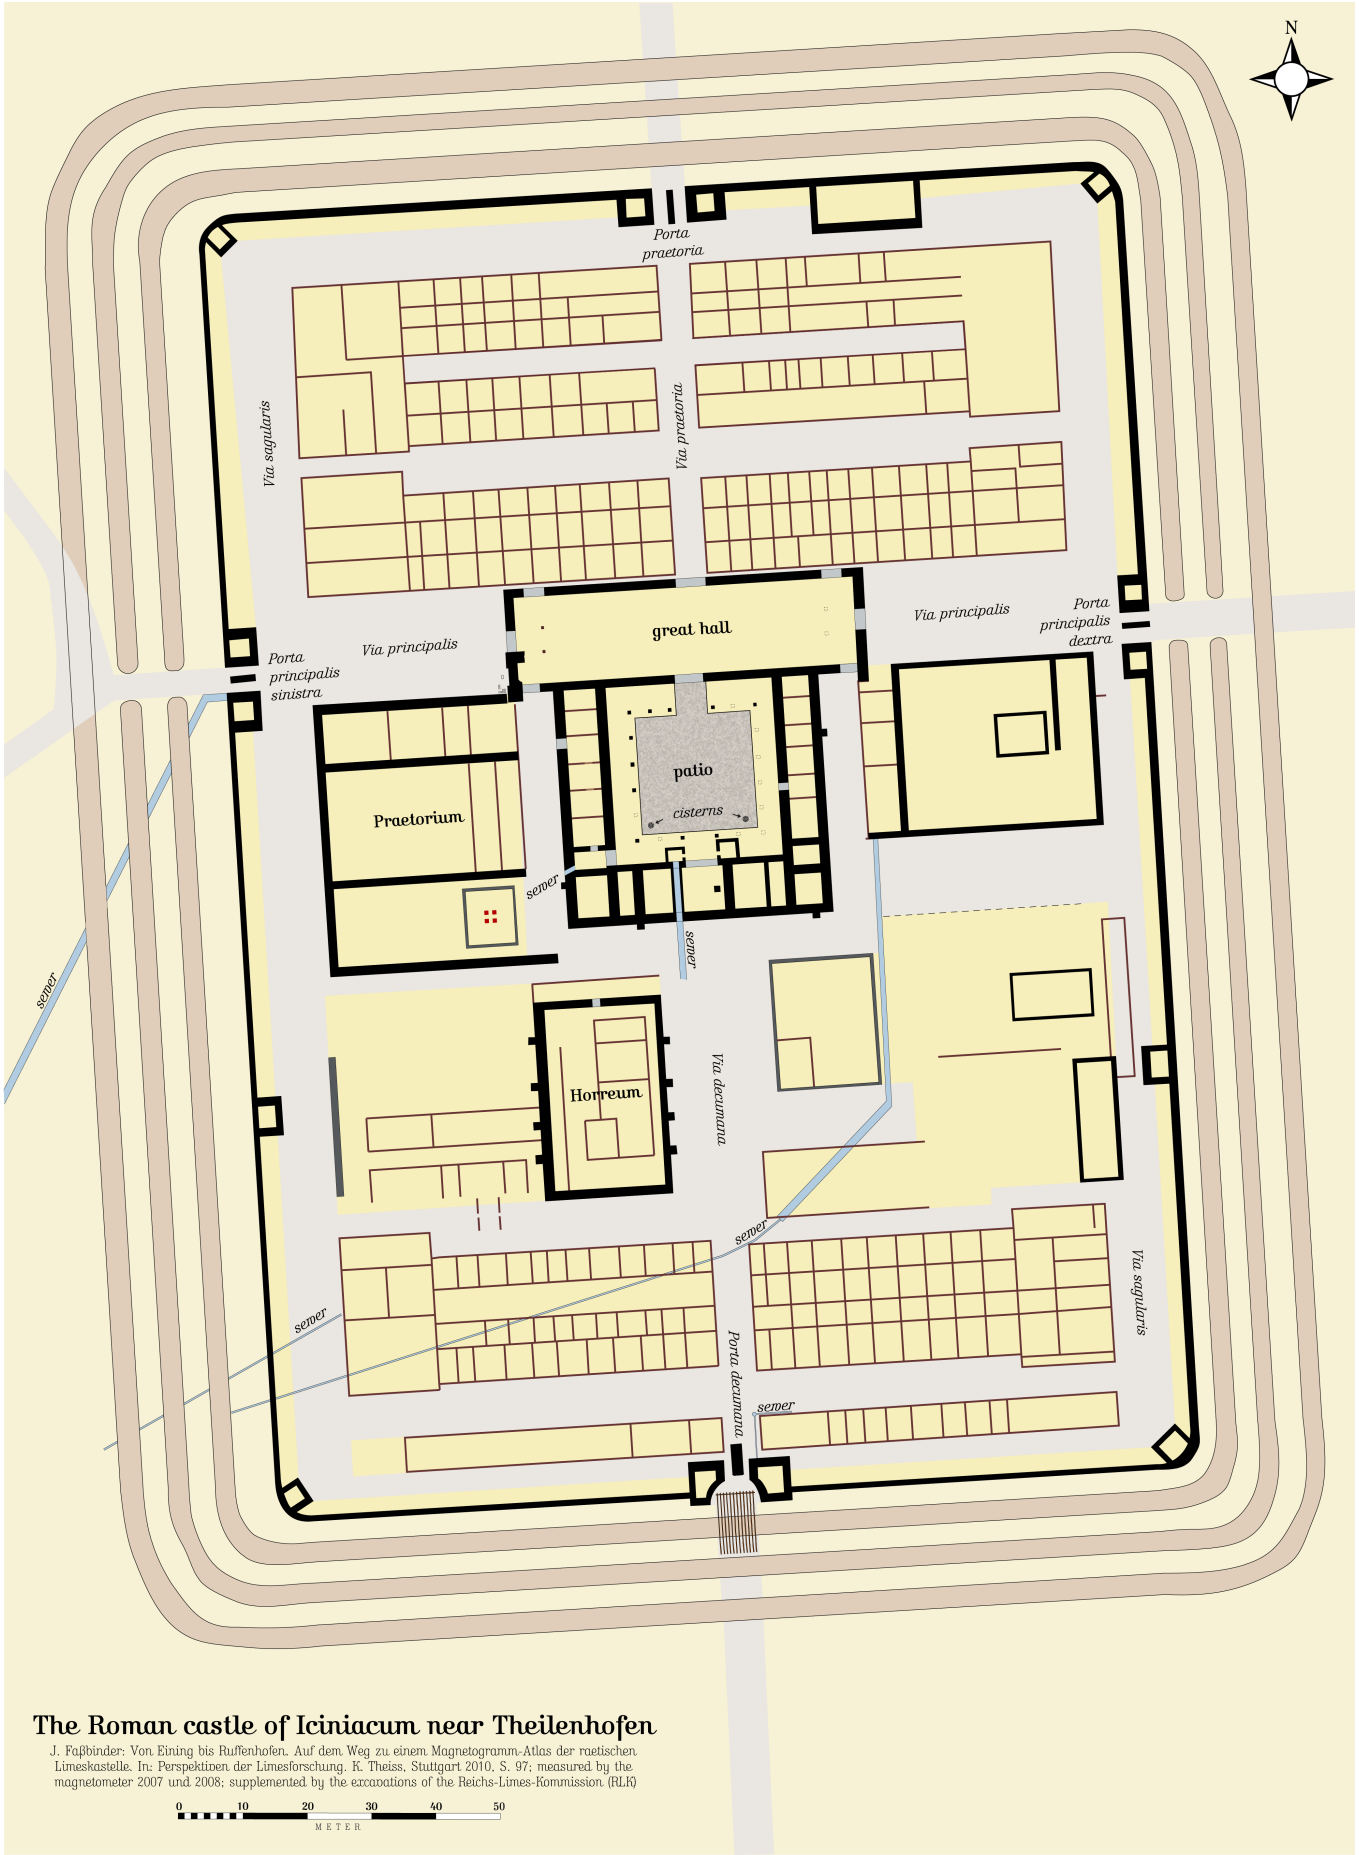 N
Porta
praetoria
Via sagularis
Via praetoria
great hall
Via principalis
Porta
principalis
dextra
Via principalis
Porta
principalis
sinistra
patio
cisterns
Praetorium
sewer
sewer
sewer
Via decumana
Horreum
sewer
Via sagularis
sewer
Porta decumana
sewer
The Roman castle of Iciniacum near Theilenhofen
J. Faßbinder: Von Eining bis Ruffenhofen. Auf dem Weg zu einem Magnetogramm-Atlas der raetischen
Limeskastelle. In: Perspektiven der Limesforschung. K. Theiss, Stuttgart 2010, S. 97; measured by the
magnetometer 2007 und 2008; supplemented by the excavations of the Reichs-Limes-Kommission (RLK)
0 10 20 30 40 50
METER